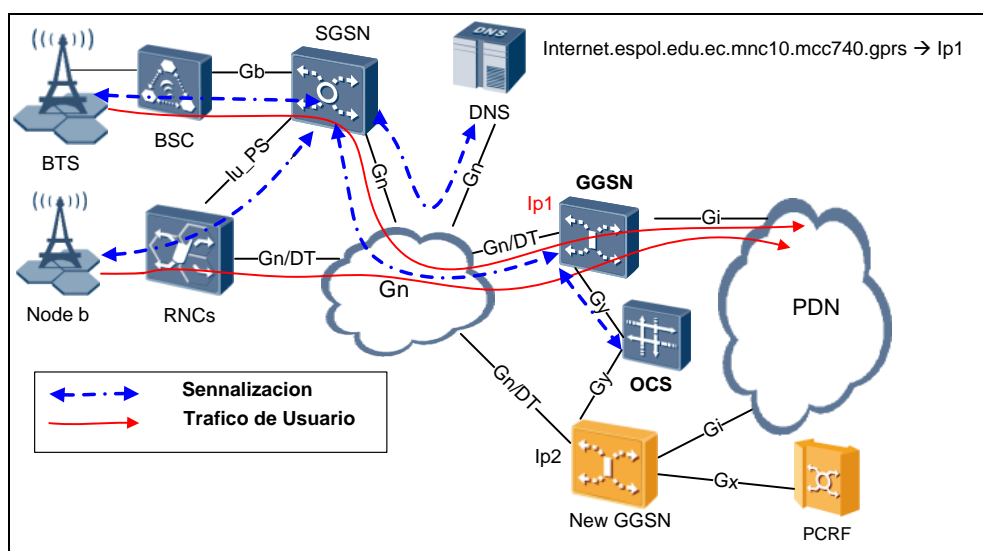 SGSN
Internet.espol.edu.ec.mnc10.mcc740.gprs → Ip1
DNS
Gb
DNS
BSC
BTS
Iu_PS
Gn
Gn
GGSN
Ip1
Gi
Gn/DT
Gn/DT
Gn
Node b
RNCs
Gy
PDN
OCS
Gn/DT
Gy
Sennalizacion
Trafico de Usuario
Gi
Ip2
Gx
New GGSN
PCRF